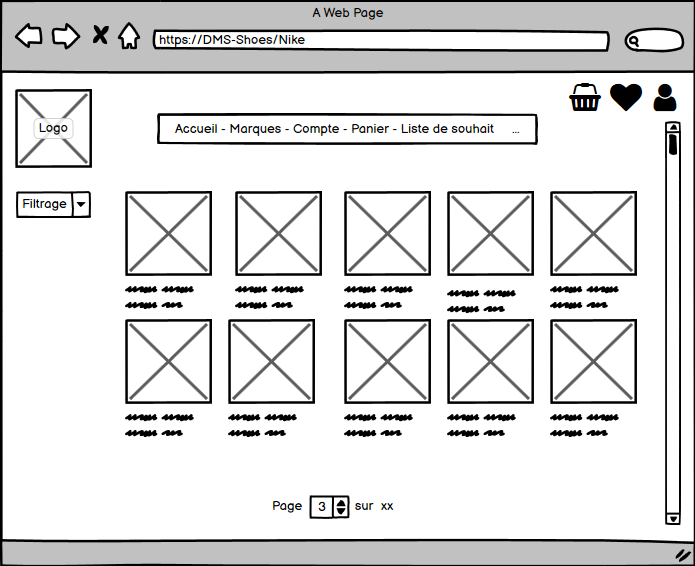 A Web Page
https://DMS-Shoes/Nike
Logo
Accueil - Marques - Compte - Panier - Liste de souhait ...
Filtrage
Page 3 sur xx